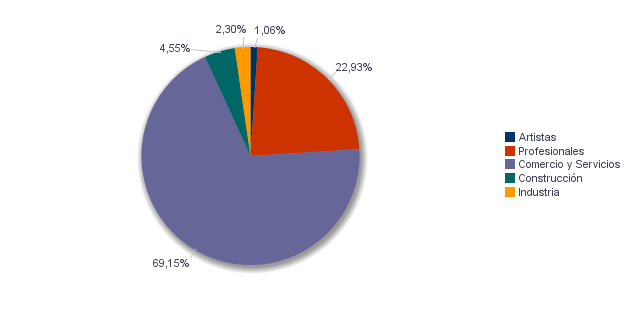 2,30%
1,06%
4,55%
22,93%
69,15%
Artistas
Profesionales
Comercio y Servicios
Construcción
Industria